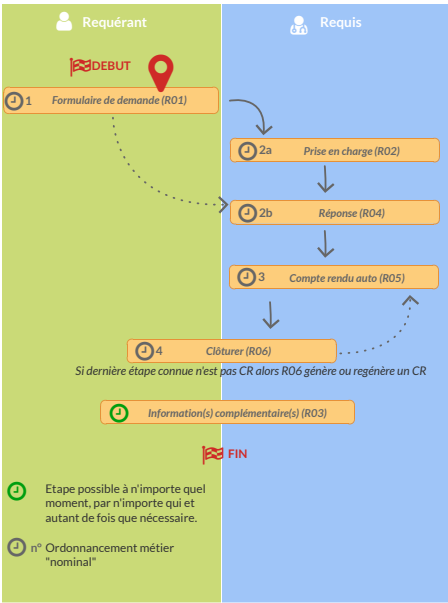 Requérant
Requis
DEBUT
1 Formulaire de demande (R01)
2a Prise en charge (R02)
2b Réponse (R04)
3 Compte rendu auto (R05)
4 Clôturer (R06)
Si dernière étape connue n'est pas CR alors R06 génère ou regénère un CR
Information(s) complémentaire(s) (R03)
FIN
Etape possible à n'importe quel
moment, par n'importe qui et
autant de fois que nécessaire.
n° Ordonnancement métier
"nominal"